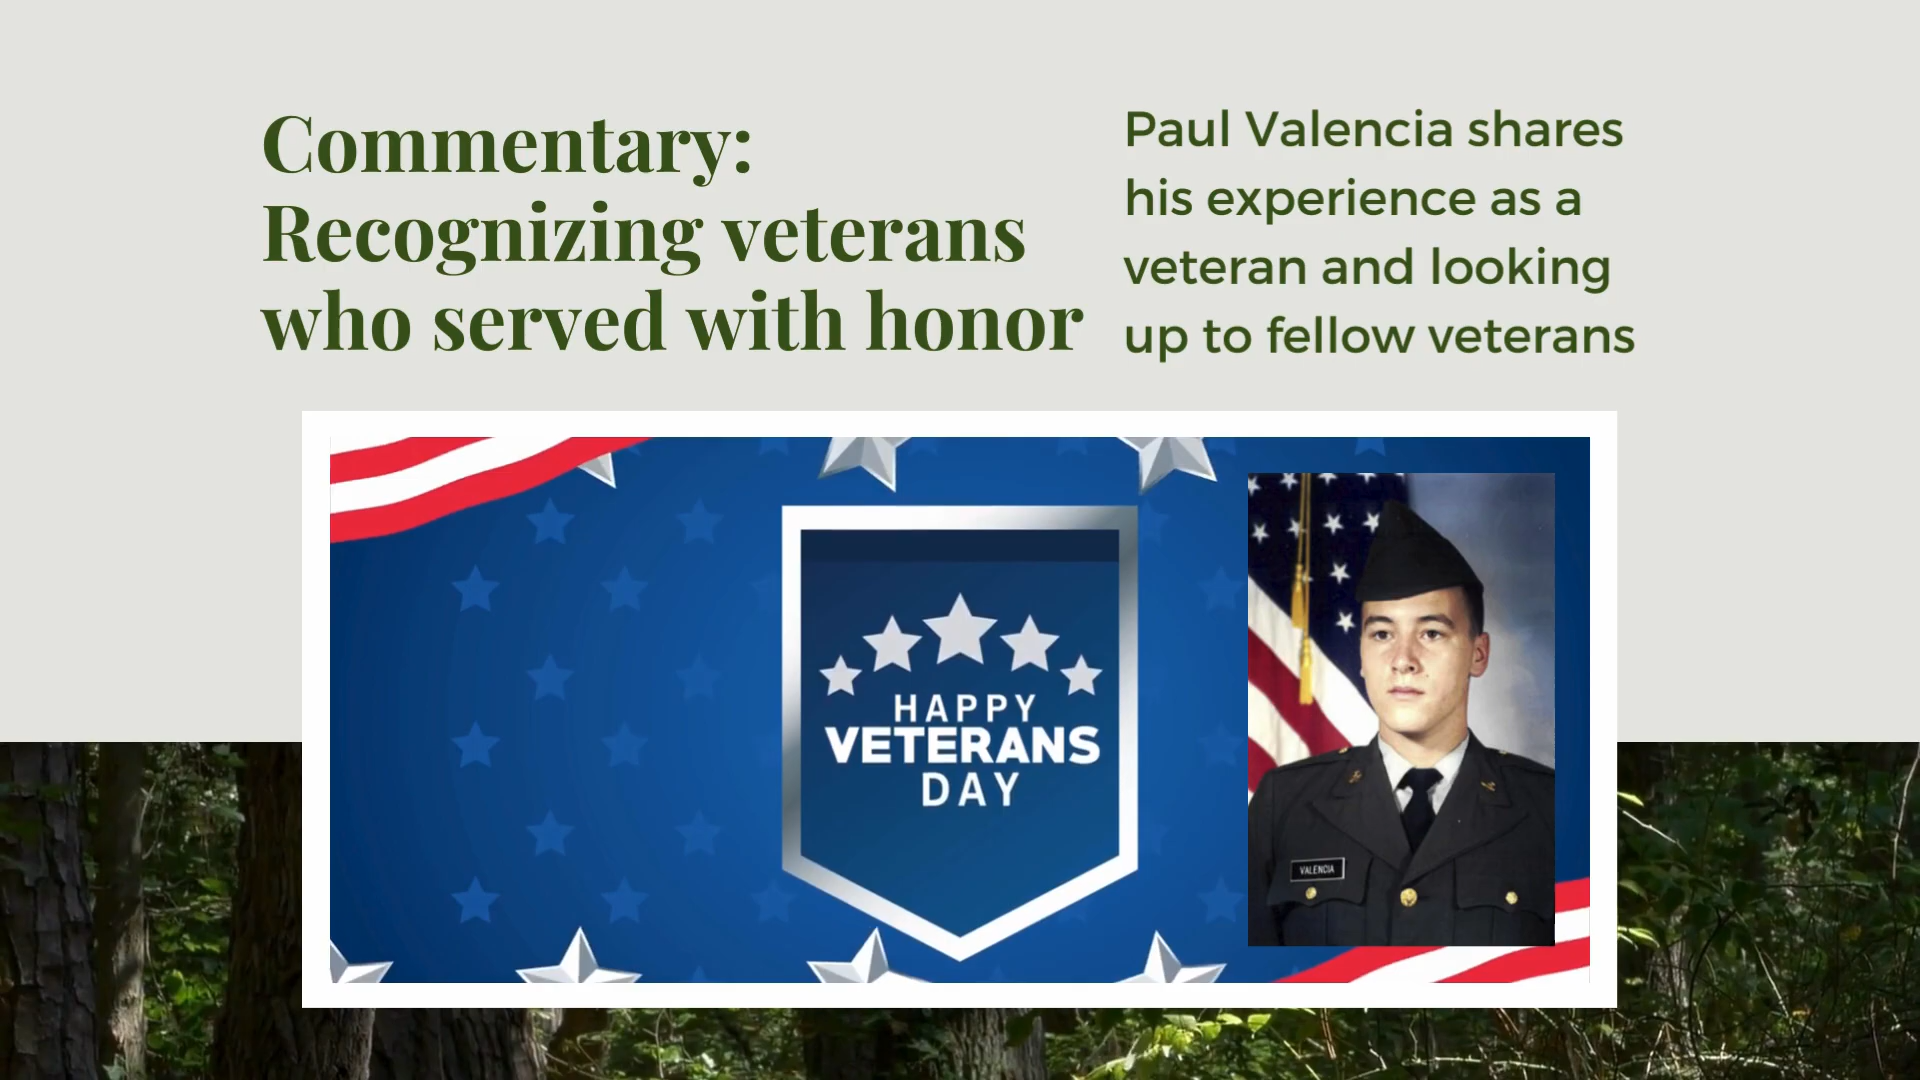 Commentary:
Recognizing veterans
who served with honor
Paul Valencia shares
his experience as a
veteran and looking
up to fellow veterans
HAPPY
VETERANS
DAY
VALENCIA